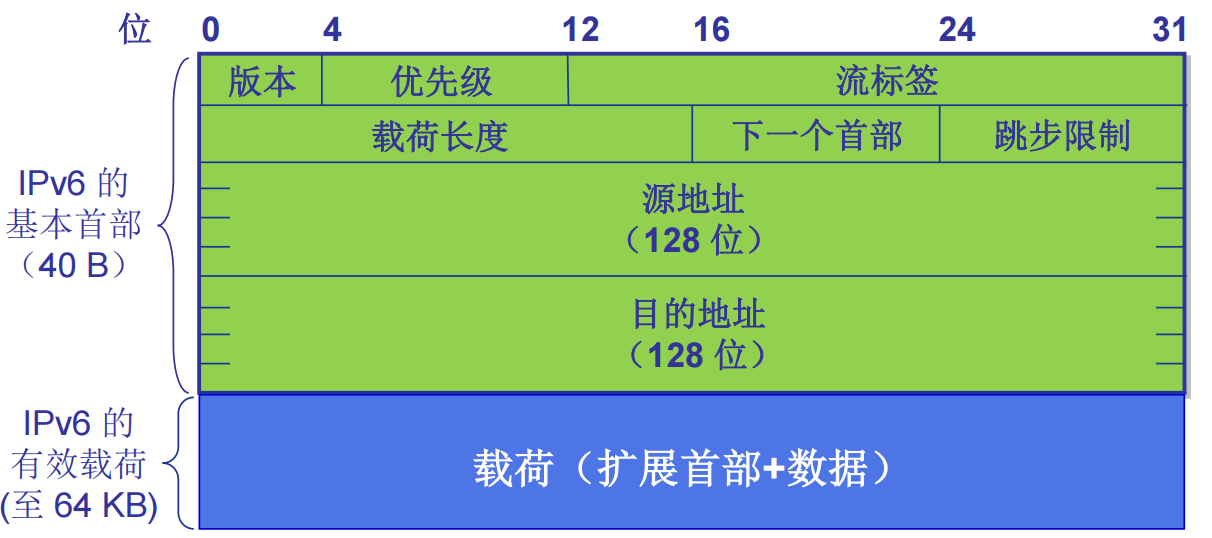 位 0 4 12 16 24 31
版本 优先级 流标签
载荷长度 下一个首部 跳步限制
IPv6 的
基本首部
（40 B）
源地址
（128 位）
目的地址
（128 位）
IPv6 的
有效载荷
(至 64 KB)
载荷（扩展首部+数据）